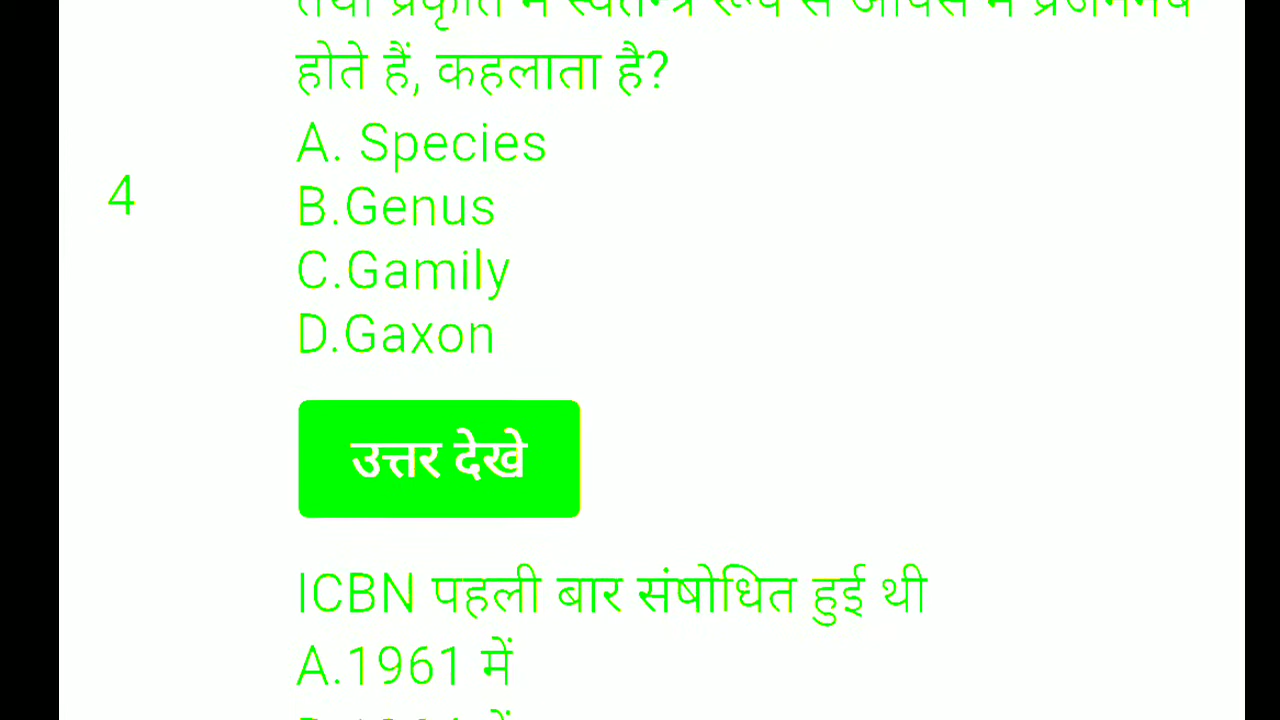 होते हैं, कहलाता है?
A. Species
4
B.Genus
C.Gamily
D.Gaxon
उत्तर देखे
ICBN पहली बार संषोधित हुई थी
A.1961 में